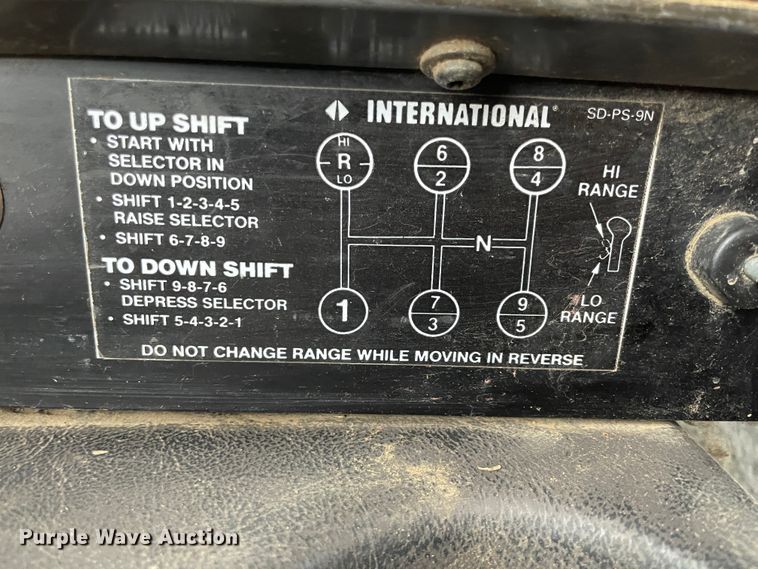 TO UP SHIFT
• START WITH
SELECTOR IN
DOWN POSITION
• SHIFT 1-2-3-4-5
RAISE SELECTOR
• SHIFT 6-7-8-9
TO DOWN SHIFT
• SHIFT 9-8-7-6
DEPRESS SELECTOR
• SHIFT 5-4-3-2-1
INTERNATIONAL®
SD-PS-9N
HI
R
LO
6
2
8
4
HI
RANGE
N
1
7
3
9
5
LO
RANGE
DO NOT CHANGE RANGE WHILE MOVING IN REVERSE
Purple Wave Auction
Purple Wave Auction